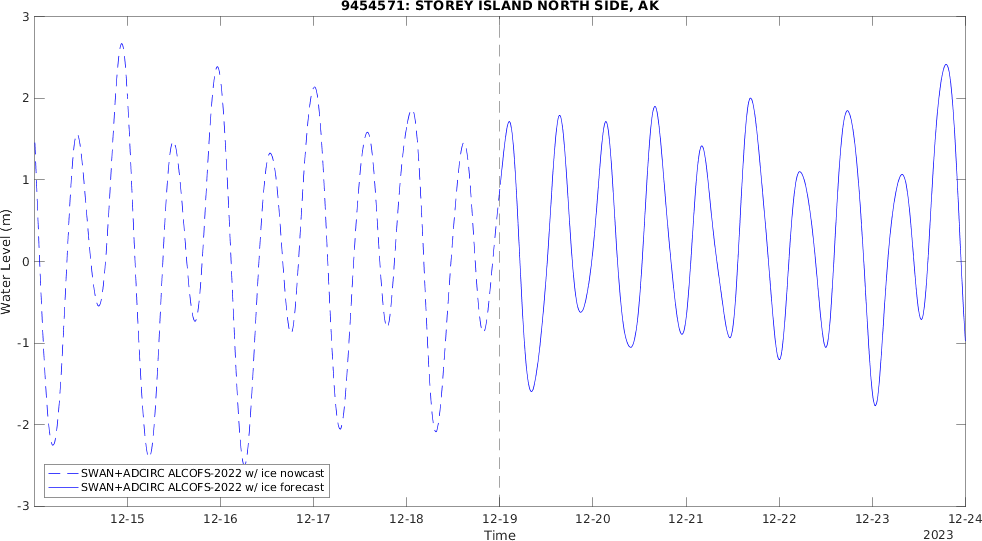 9454571: STOREY ISLAND NORTH SIDE, AK
Water Level (m)
3
2
1
0
-1
-2
-3
SWAN+ADCIRC ALCOFS-2022 w/ ice nowcast
SWAN+ADCIRC ALCOFS-2022 w/ ice forecast
12-15 12-16 12-17 12-18 12-19 12-20 12-21 12-22 12-23 12-24
Time
2023